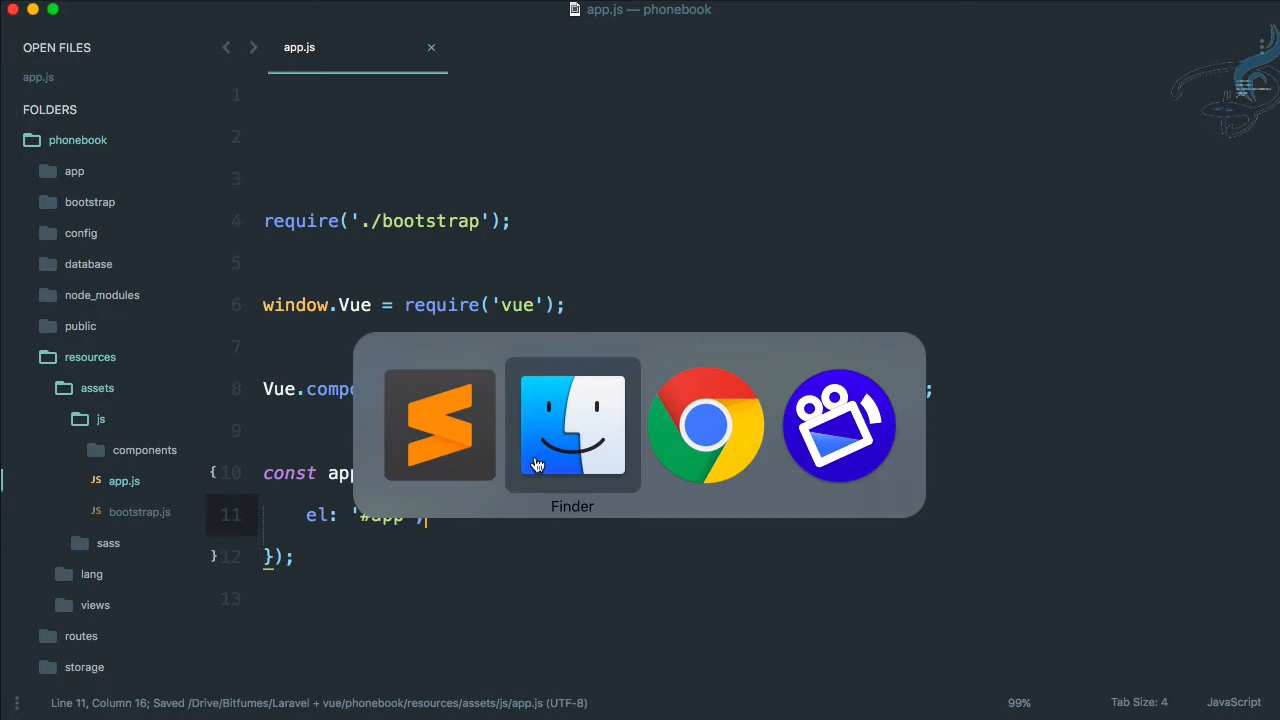 app.js — phonebook
OPEN FILES
app.js
FOLDERS
phonebook
app
bootstrap
config
database
node_modules
public
resources
assets
js
components
JS app.js
JS bootstrap.js
sass
lang
views
routes
storage
app.js ×
1
2
3
4 require('./bootstrap');
5
6 window.Vue = require('vue');
7
8 Vue.compo ;
9
{ 10 const app
11 el: '#app',
} 12 });
13
Finder
Line 11, Column 16; Saved /Drive/Bitfumes/Laravel + vue/phonebook/resources/assets/js/app.js (UTF-8)
99%
Tab Size: 4
JavaScript